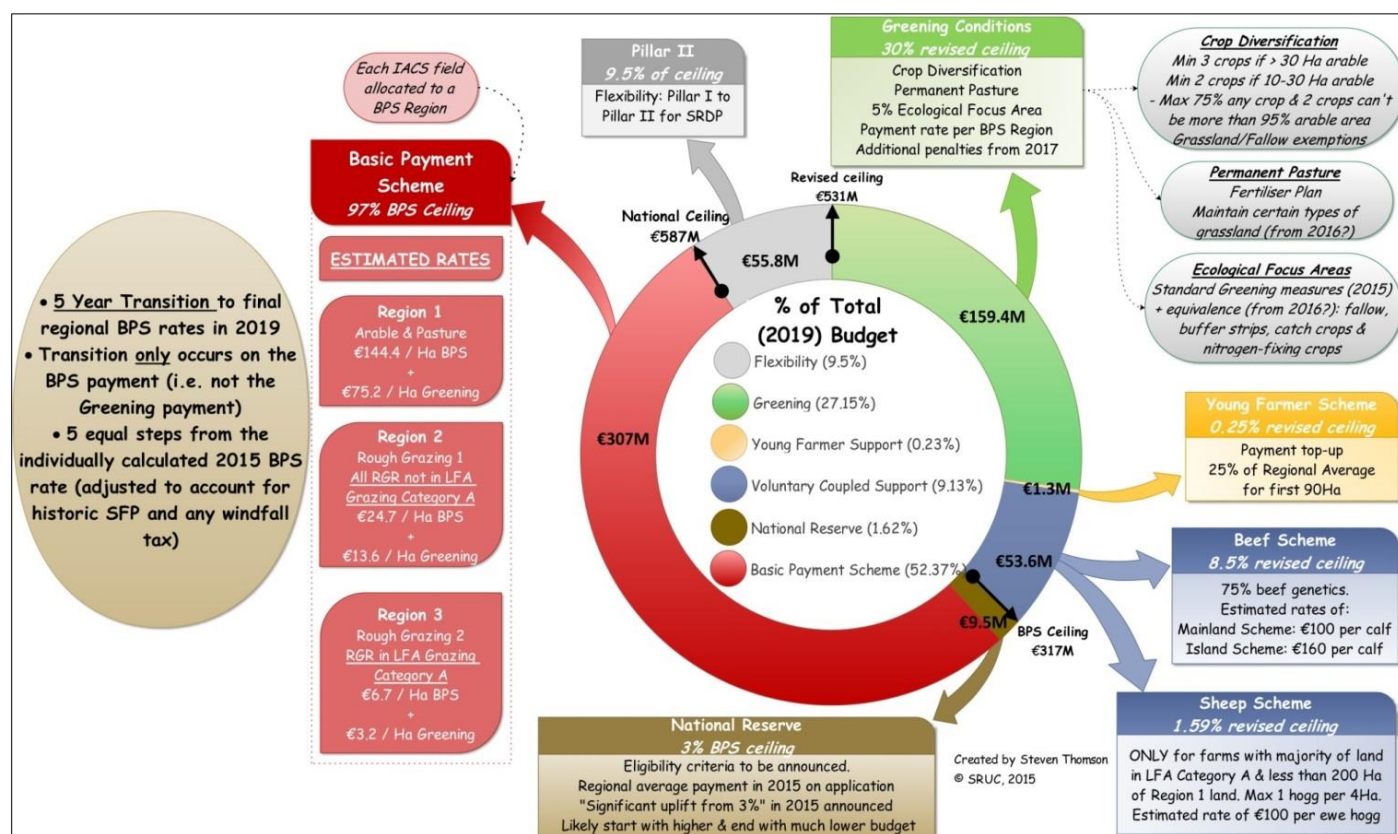 Each IACS field
allocated to a
BPS Region
Basic Payment
Scheme
97% BPS Ceiling
ESTIMATED RATES
Region 1
Arable & Pasture
€144.4 / Ha BPS
+
€75.2 / Ha Greening
Region 2
Rough Grazing 1
All RGR not in LFA
Grazing Category A
€24.7 / Ha BPS
+
€13.6 / Ha Greening
Region 3
Rough Grazing 2
RGR in LFA Grazing
Category A
€6.7 / Ha BPS
+
€3.2 / Ha Greening
• 5 Year Transition to final
regional BPS rates in 2019
• Transition only occurs on the
BPS payment (i.e. not the
Greening payment)
• 5 equal steps from the
individually calculated 2015 BPS
rate (adjusted to account for
historic SFP and any windfall
tax)
Pillar II
9.5% of ceiling
Flexibility: Pillar I to
Pillar II for SRDP
Greening Conditions
30% revised ceiling
Crop Diversification
Permanent Pasture
5% Ecological Focus Area
Payment rate per BPS Region
Additional penalties from 2017
Crop Diversification
Min 3 crops if > 30 Ha arable
Min 2 crops if 10-30 Ha arable
- Max 75% any crop & 2 crops can't
be more than 95% arable area
Grassland/Fallow exemptions
Permanent Pasture
Fertiliser Plan
Maintain certain types of
grassland (from 2016?)
Ecological Focus Areas
Standard Greening measures (2015)
+ equivalence (from 2016?): fallow,
buffer strips, catch crops &
nitrogen-fixing crops
National Ceiling
€587M
Revised ceiling
€531M
€55.8M
€159.4M
€1.3M
€53.6M
€9.5M
BPS Ceiling
€317M
€307M
% of Total
(2019) Budget
Flexibility (9.5%)
Greening (27.15%)
Young Farmer Support (0.23%)
Voluntary Coupled Support (9.13%)
National Reserve (1.62%)
Basic Payment Scheme (52.37%)
Young Farmer Scheme
0.25% revised ceiling
Payment top-up
25% of Regional Average
for first 90Ha
Beef Scheme
8.5% revised ceiling
75% beef genetics.
Estimated rates of:
Mainland Scheme: €100 per calf
Island Scheme: €160 per calf
Sheep Scheme
1.59% revised ceiling
ONLY for farms with majority of land
in LFA Category A & less than 200 Ha
of Region 1 land. Max 1 hogg per 4Ha.
Estimated rate of €100 per ewe hogg
National Reserve
3% BPS ceiling
Eligibility criteria to be announced.
Regional average payment in 2015 on application
"Significant uplift from 3%" in 2015 announced
Likely start with higher & end with much lower budget
Created by Steven Thomson
© SRUC, 2015